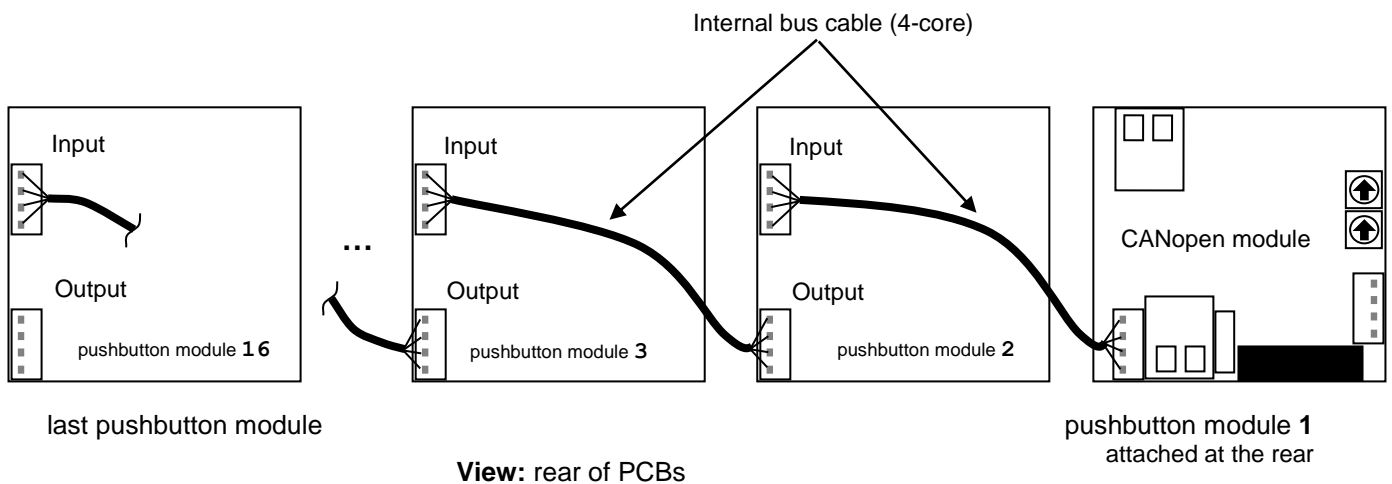 Internal bus cable (4-core)
Input
Output
pushbutton module 16
...
Input
Output
pushbutton module 3
Input
Output
pushbutton module 2
CANopen module
last pushbutton module
pushbutton module 1
attached at the rear
View: rear of PCBs